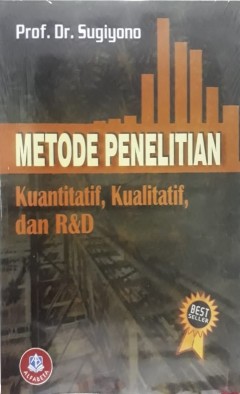 Prof. Dr. Sugiyono
METODE PENELITIAN
Kuantitatif, Kualitatif,
dan R&D
BEST
SELLER
ALFABETA